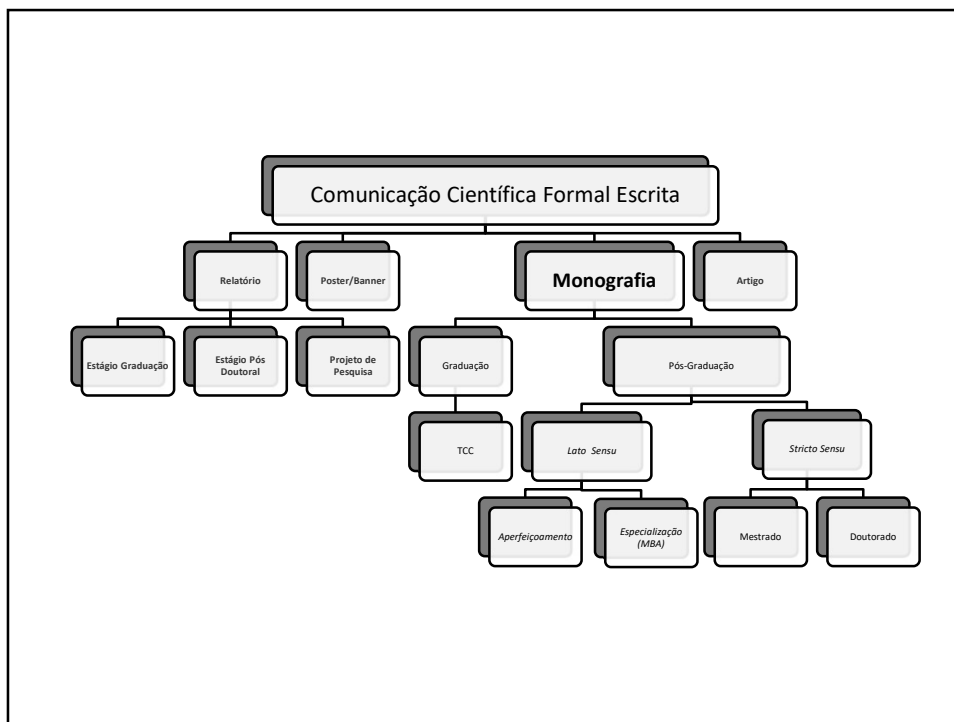 Comunicação Científica Formal Escrita
Relatório
Poster/Banner
Monografia
Artigo
Estágio Graduação
Estágio Pós
Doutoral
Projeto de
Pesquisa
Graduação
Pós-Graduação
TCC
Lato Sensu
Stricto Sensu
Aperfeiçoamento
Especialização
(MBA)
Mestrado
Doutorado